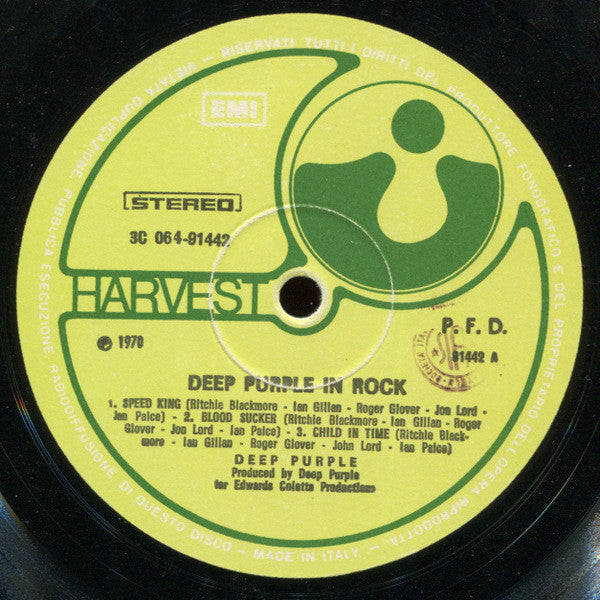 RISERVATI TUTTI I DIRITTI DEL PRODUTTORE FONOGRAFICO E DEL PROPRIETARIO DELL'OPERA RIPRODOTTA.
VIETATA DUPLICAZIONE PUBBLICA ESECUZIONE RADIODIFFUSIONE DI QUESTO DISCO - MADE IN ITALY -
EMI
STEREO
3C 064-91442
HARVEST
℗ 1970
P. F. D.
91442 A
DEEP PURPLE IN ROCK
1. SPEED KING (Ritchie Blackmore - Ian Gillan - Roger Glover - Jon Lord -
Jan Paice) - 2. BLOOD SUCKER (Ritchie Blackmore - Ian Gillan - Roger
Glover - Jon Lord - Ian Paice) - 3. CHILD IN TIME (Ritchie Black-
more - Ian Gillan - Roger Glover - John Lord - Ian Paice)
DEEP PURPLE
Produced by Deep Purple
for Edwards Coletta Productions